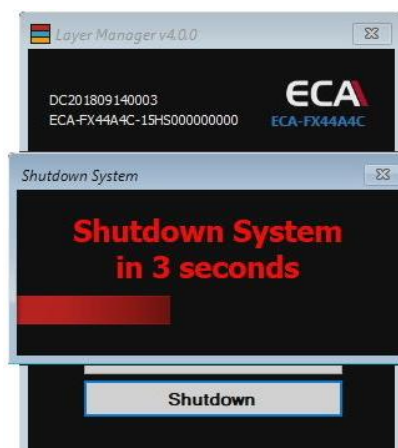 Layer Manager v4.0.0
DC201809140003
ECA-FX44A4C-15HS000000000
ECA
ECA-FX44A4C
Shutdown System
Shutdown System
in 3 seconds
Shutdown